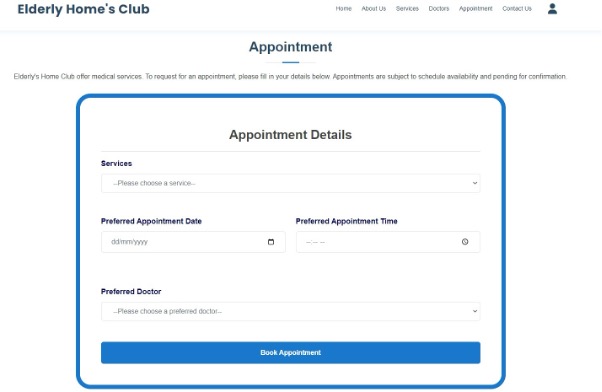 Elderly Home's Club
Home About Us Services Doctors Appointment Contact Us
Appointment
Elderly's Home Club offer medical services. To request for an appointment, please fill in your details below. Appointments are subject to schedule availability and pending for confirmation.
Appointment Details
Services
--Please choose a service--
Preferred Appointment Date Preferred Appointment Time
dd/mm/yyyy --:-- --
Preferred Doctor
--Please choose a preferred doctor--
Book Appointment